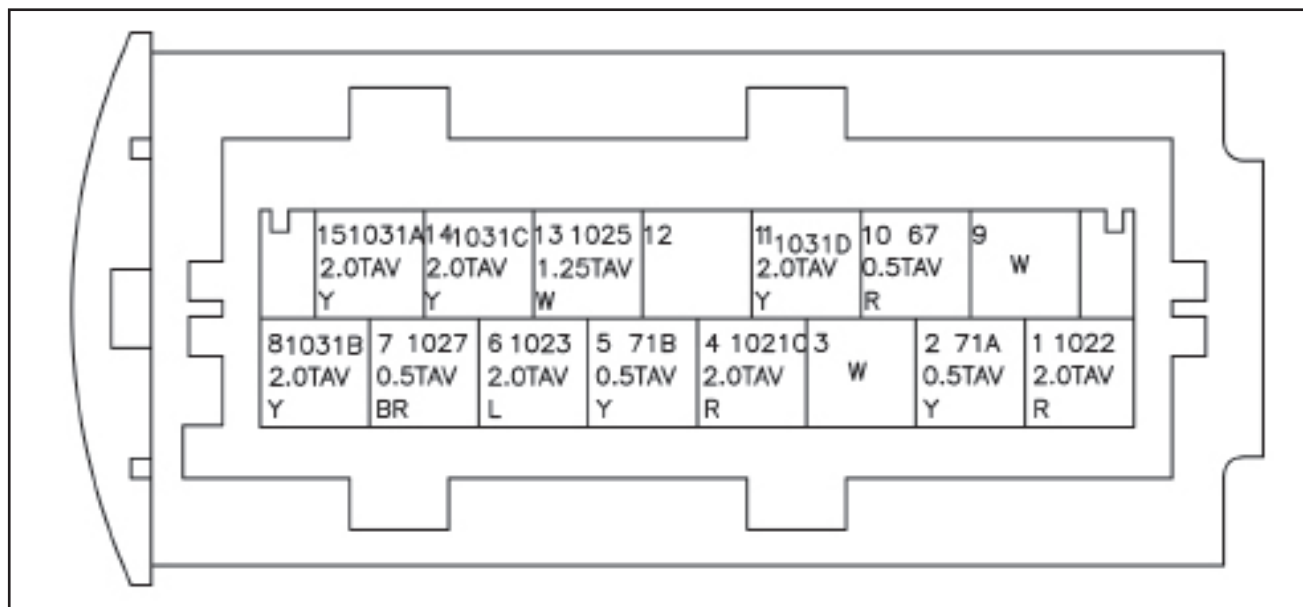 15 1031A
2.0TAV
Y
14 1031C
2.0TAV
Y
13 1025
1.25TAV
W
12
11 1031D
2.0TAV
Y
10 67
0.5TAV
R
9
W
8 1031B
2.0TAV
Y
7 1027
0.5TAV
BR
6 1023
2.0TAV
L
5 71B
0.5TAV
Y
4 1021C
2.0TAV
R
3
W
2 71A
0.5TAV
Y
1 1022
2.0TAV
R